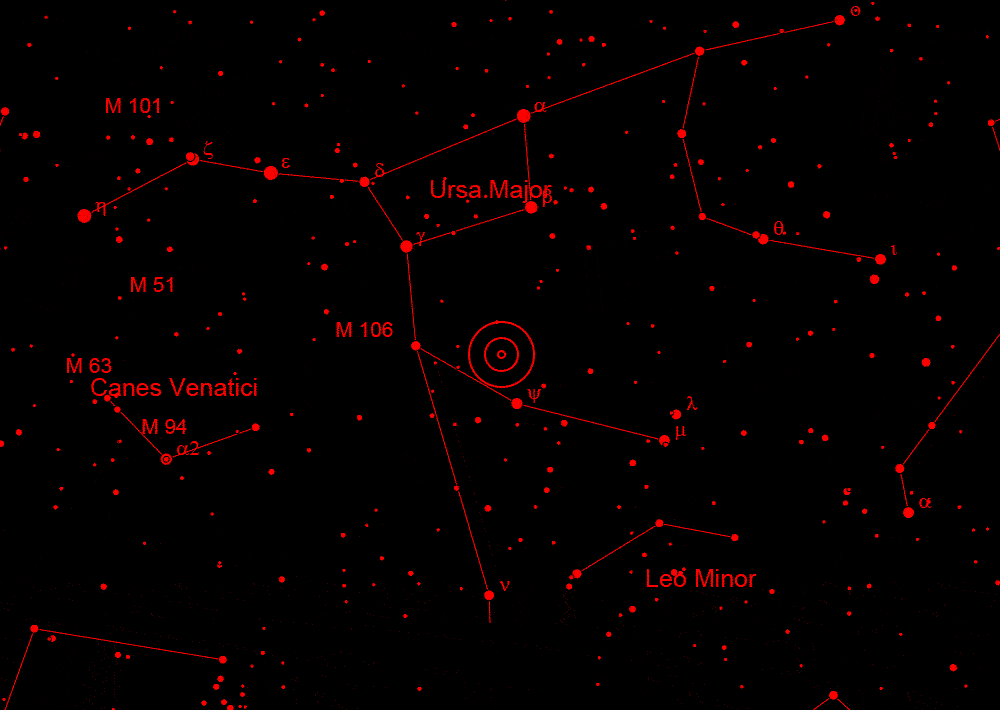 ο
M 101
α
ζ
ε
δ
Ursa Major
β
η
γ
θ
ι
M 51
M 106
M 63
Canes Venatici
ψ
λ
M 94
μ
α2
α
Leo Minor
ν